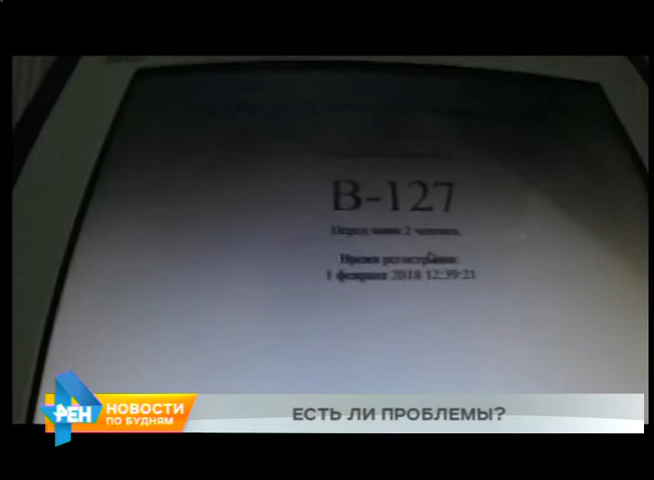 В-127
Перед вами 2 человек.
Время регистрации:
1 февраля 2018 12:39:21
РЕН
НОВОСТИ
ПО БУДНЯМ
ЕСТЬ ЛИ ПРОБЛЕМЫ?